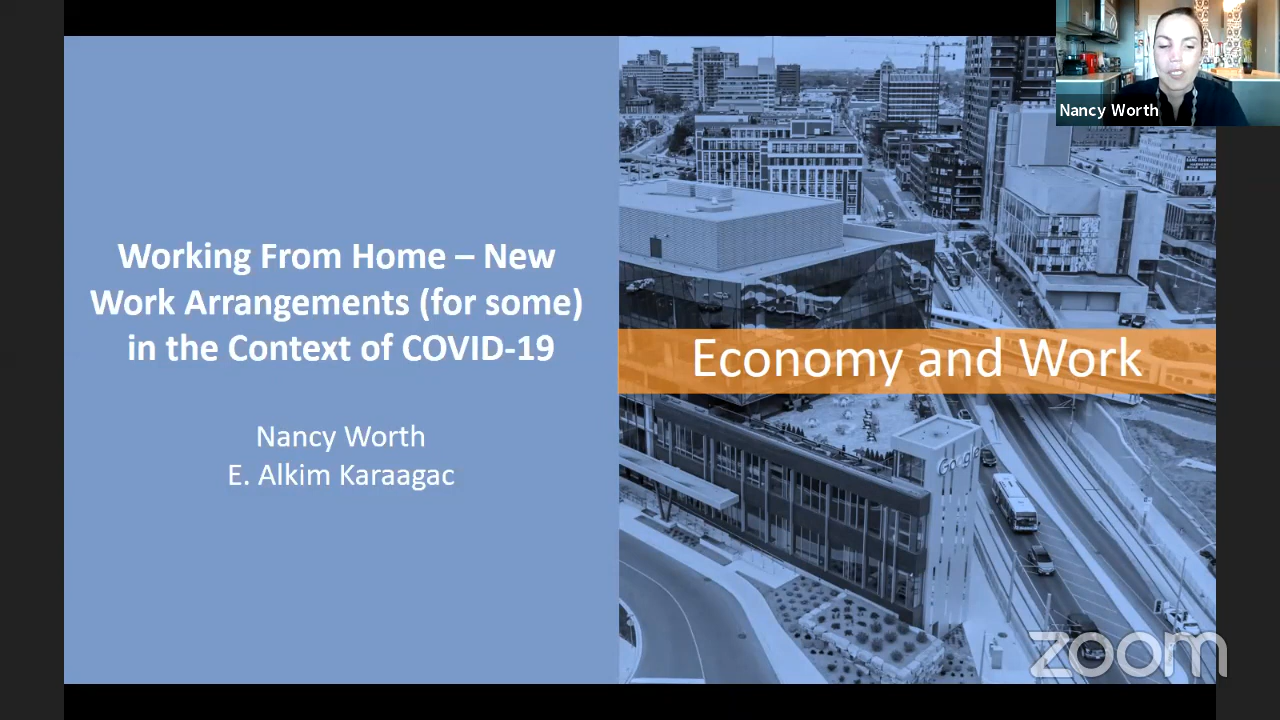 Nancy Worth
Working From Home – New
Work Arrangements (for some)
in the Context of COVID-19
Nancy Worth
E. Alkim Karaagac
Economy and Work
Google
zoom